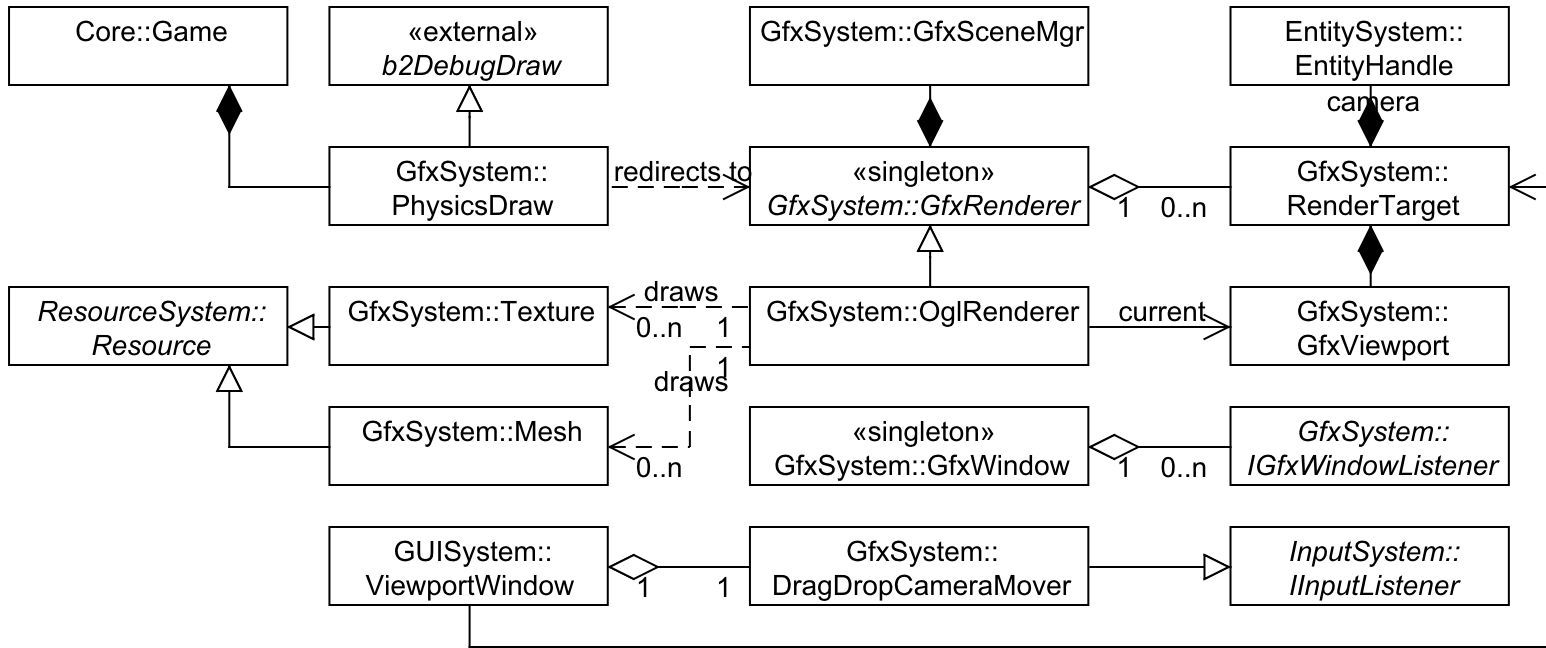 Core::Game
«external»
b2DebugDraw
GfxSystem::GfxSceneMgr
EntitySystem::
EntityHandle
camera
GfxSystem::
PhysicsDraw
redirects to
«singleton»
GfxSystem::GfxRenderer
1
0..n
GfxSystem::
RenderTarget
ResourceSystem::
Resource
GfxSystem::Texture
draws
0..n
1
GfxSystem::OglRenderer
current
GfxSystem::
GfxViewport
1
draws
GfxSystem::Mesh
0..n
«singleton»
GfxSystem::GfxWindow
1
0..n
GfxSystem::
IGfxWindowListener
GUISystem::
ViewportWindow
1
1
GfxSystem::
DragDropCameraMover
InputSystem::
IInputListener